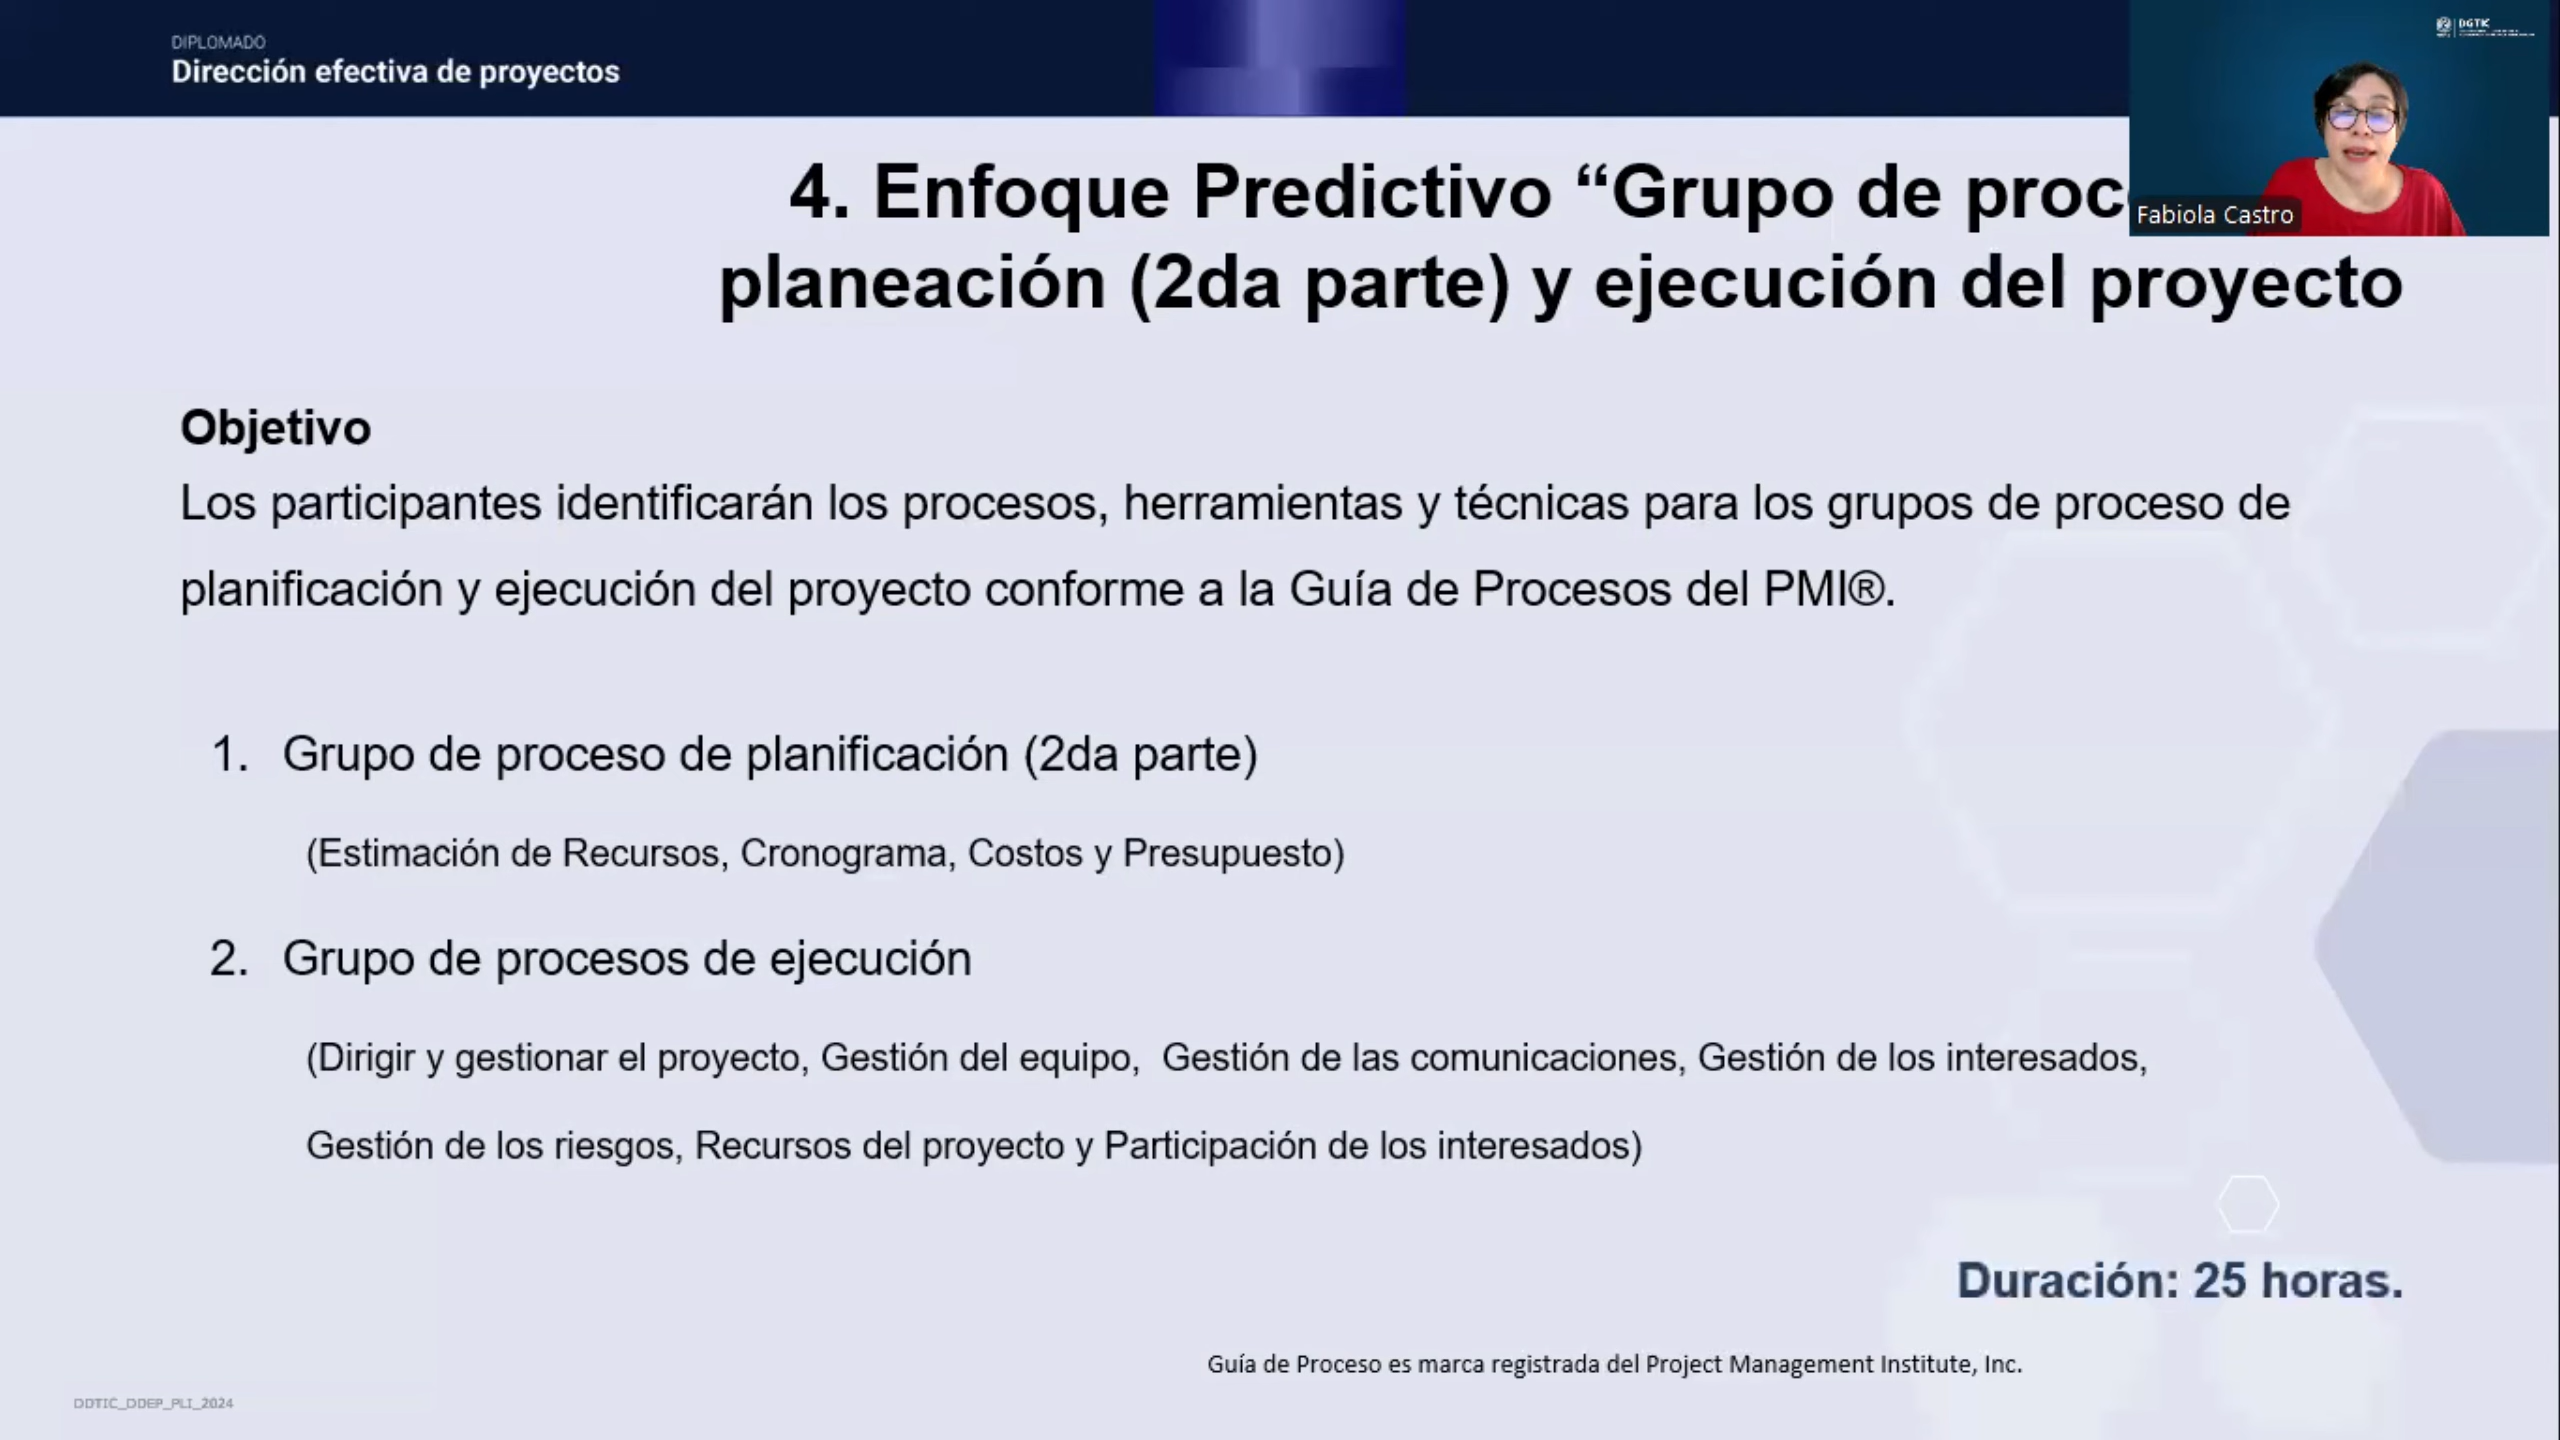 DIPLOMADO
Dirección efectiva de proyectos
DGTIC
Fabiola Castro
4. Enfoque Predictivo “Grupo de
planeación (2da parte) y ejecución del proyecto
Objetivo
Los participantes identificarán los procesos, herramientas y técnicas para los grupos de proceso de
planificación y ejecución del proyecto conforme a la Guía de Procesos del PMI®.
1. Grupo de proceso de planificación (2da parte)
(Estimación de Recursos, Cronograma, Costos y Presupuesto)
2. Grupo de procesos de ejecución
(Dirigir y gestionar el proyecto, Gestión del equipo, Gestión de las comunicaciones, Gestión de los interesados,
Gestión de los riesgos, Recursos del proyecto y Participación de los interesados)
Duración: 25 horas.
Guía de Proceso es marca registrada del Project Management Institute, Inc.
DDTIC_DDEP_PLI_2024